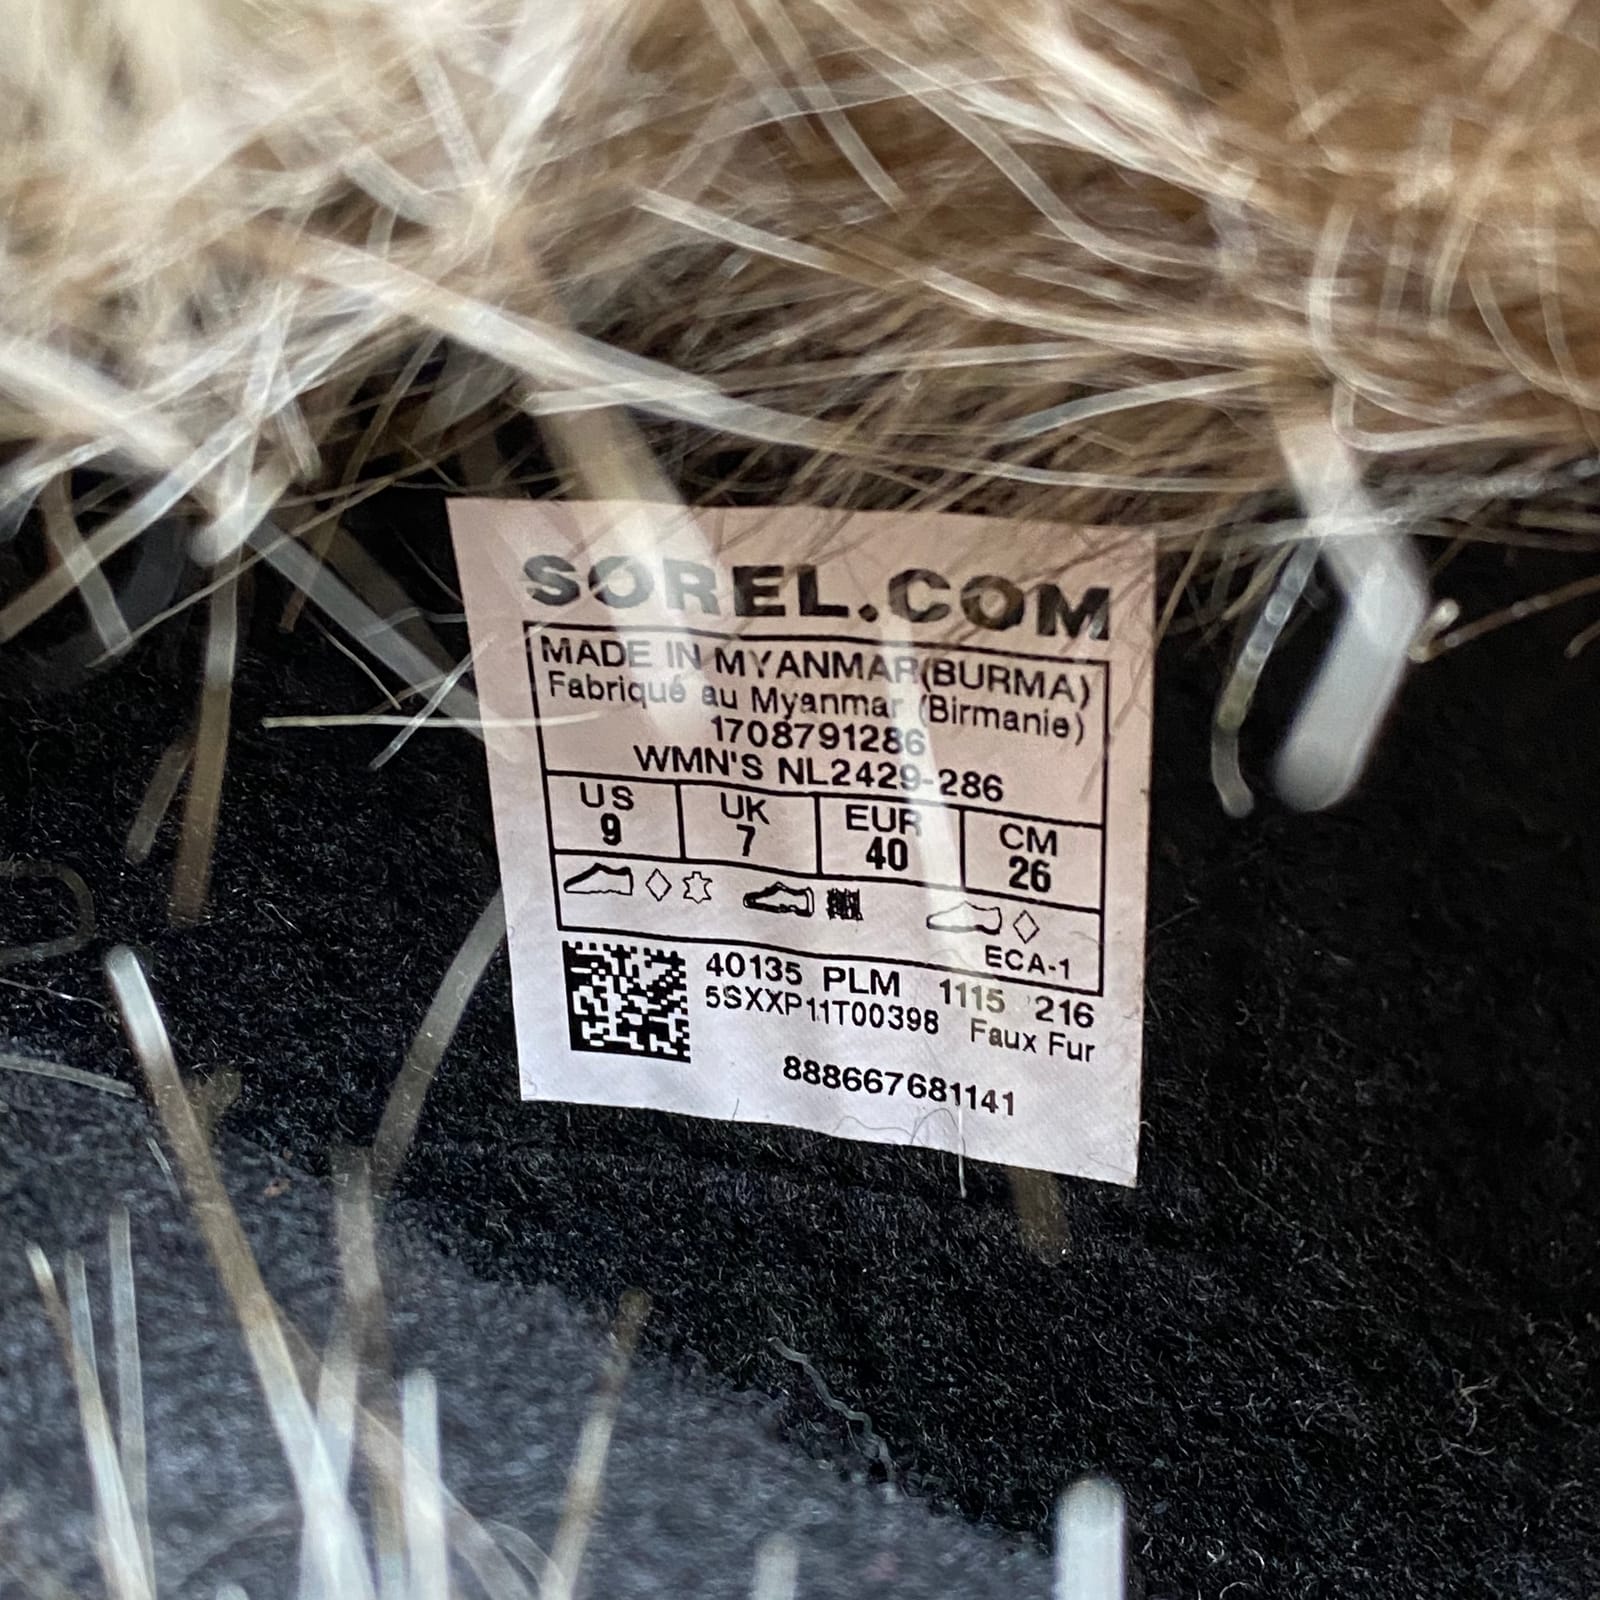 SOREL.COM
MADE IN MYANMAR(BURMA)
Fabriqué au Myanmar (Birmanie)
1708791286
WMN'S NL2429-286
US UK EUR CM
9 7 40 26
ECA-1
40135 PLM 1115 216
5SXXP11T00398 Faux Fur
888667681141